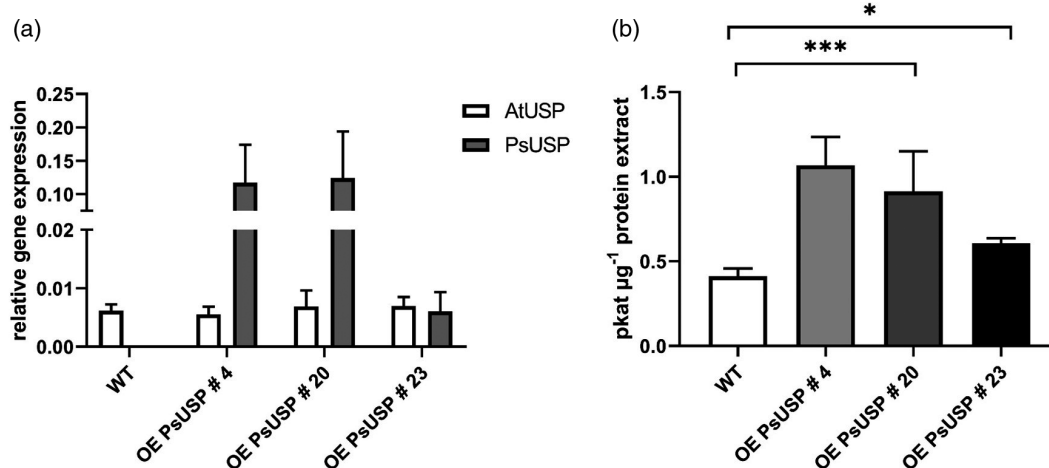 (a)
relative gene expression
0.25
0.20
0.15
0.10
0.02
0.01
0.00
WT
OE PsUSP # 4
OE PsUSP # 20
OE PsUSP # 23
AtUSP
PsUSP
(b)
*
***
pkat µg⁻¹ protein extract
1.5
1.0
0.5
0.0
WT
OE PsUSP # 4
OE PsUSP # 20
OE PsUSP # 23